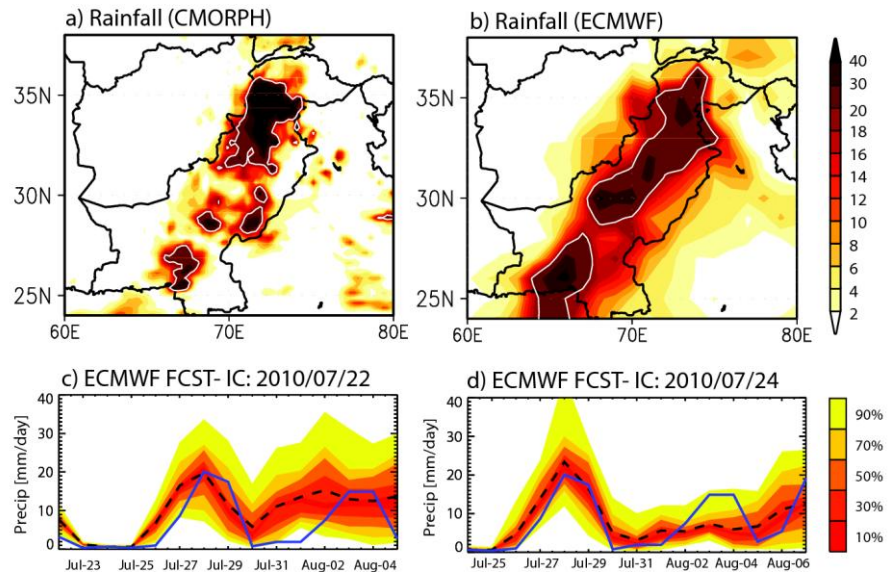 a) Rainfall (CMORPH)
b) Rainfall (ECMWF)
35N
30N
25N
60E 70E 80E
35N
30N
25N
60E 70E 80E
40
30
20
18
16
14
12
10
8
6
4
2
c) ECMWF FCST- IC: 2010/07/22
Precip [mm/day]
40
30
20
10
0
Jul-23 Jul-25 Jul-27 Jul-29 Jul-31 Aug-02 Aug-04
d) ECMWF FCST- IC: 2010/07/24
Precip [mm/day]
40
30
20
10
0
Jul-25 Jul-27 Jul-29 Jul-31 Aug-02 Aug-04 Aug-06
90%
70%
50%
30%
10%